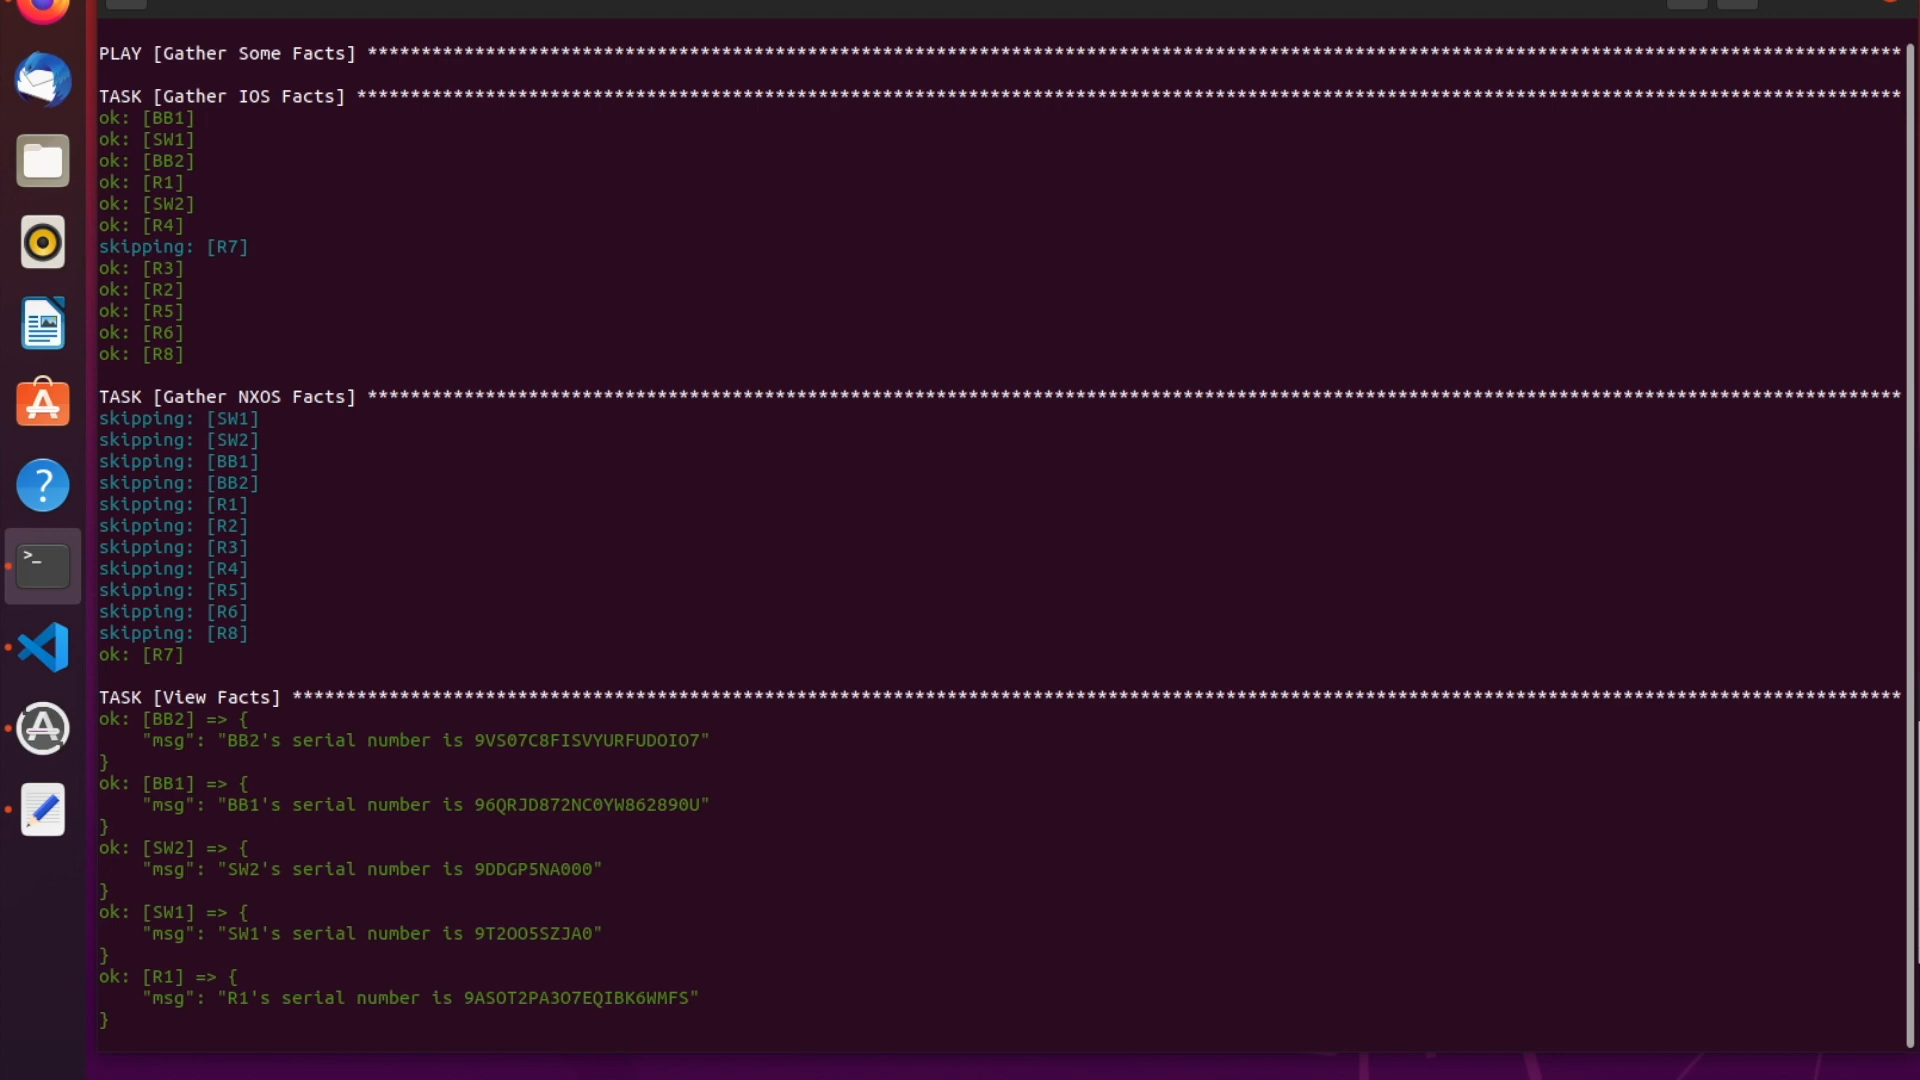 PLAY [Gather Some Facts] ***********************************************************************************************************************************************
TASK [Gather IOS Facts] ************************************************************************************************************************************************
ok: [BB1]
ok: [SW1]
ok: [BB2]
ok: [R1]
ok: [SW2]
ok: [R4]
skipping: [R7]
ok: [R3]
ok: [R2]
ok: [R5]
ok: [R6]
ok: [R8]
TASK [Gather NXOS Facts] ***********************************************************************************************************************************************
skipping: [SW1]
skipping: [SW2]
skipping: [BB1]
skipping: [BB2]
skipping: [R1]
skipping: [R2]
skipping: [R3]
skipping: [R4]
skipping: [R5]
skipping: [R6]
skipping: [R8]
ok: [R7]
TASK [View Facts] ******************************************************************************************************************************************************
ok: [BB2] => {
    "msg": "BB2's serial number is 9VS07C8FISVYURFUDOIO7"
}
ok: [BB1] => {
    "msg": "BB1's serial number is 96QRJD872NC0YW862890U"
}
ok: [SW2] => {
    "msg": "SW2's serial number is 9DDGP5NA000"
}
ok: [SW1] => {
    "msg": "SW1's serial number is 9T2OO5SZJA0"
}
ok: [R1] => {
    "msg": "R1's serial number is 9ASOT2PA3O7EQIBK6WMFS"
}